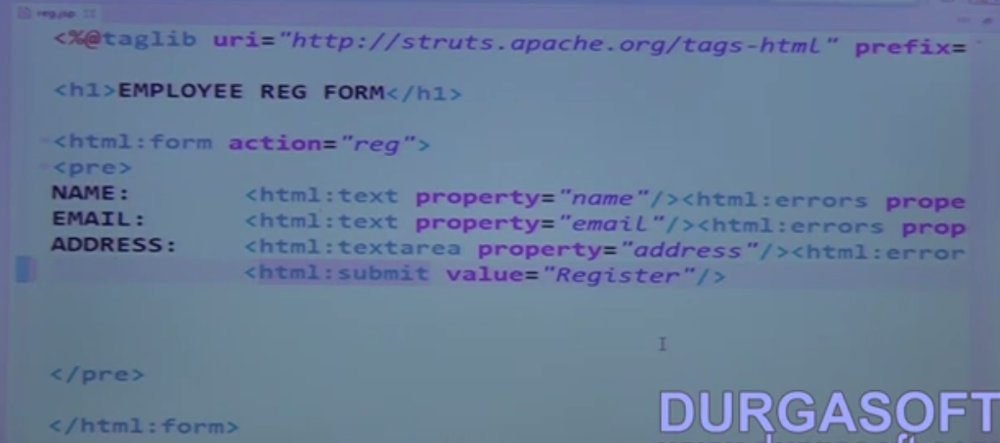 reg.jsp
<%@taglib uri="http://struts.apache.org/tags-html" prefix=
<h1>EMPLOYEE REG FORM</h1>
<html:form action="reg">
<pre>
NAME: <html:text property="name"/><html:errors prope
EMAIL: <html:text property="email"/><html:errors prop
ADDRESS: <html:textarea property="address"/><html:error
<html:submit value="Register"/>
</pre>
</html:form>
DURGASOFT